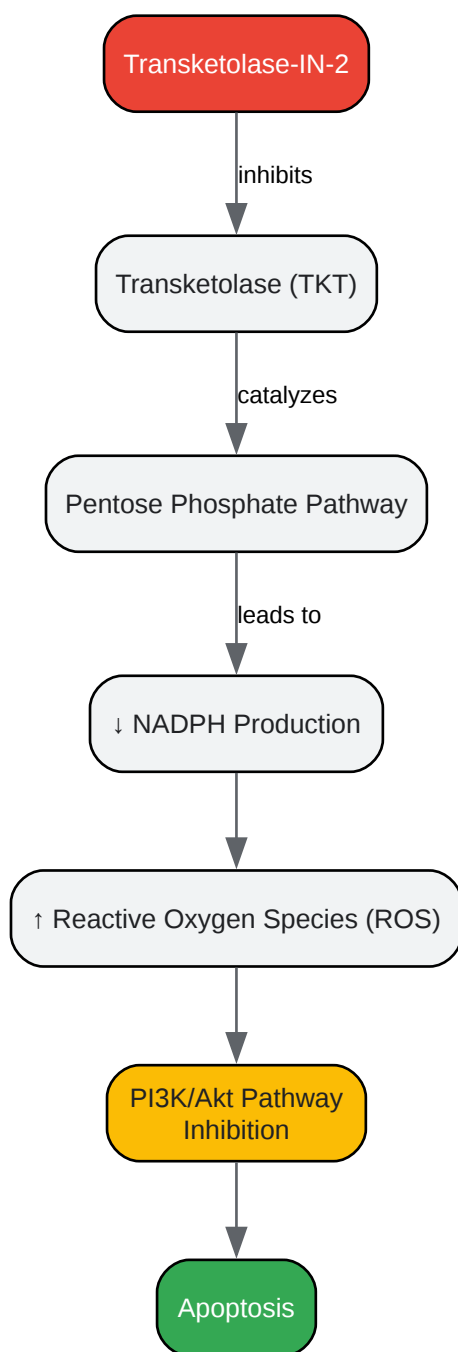 Transketolase-IN-2
inhibits
Transketolase (TKT)
catalyzes
Pentose Phosphate Pathway
leads to
↓ NADPH Production
↑ Reactive Oxygen Species (ROS)
PI3K/Akt Pathway
Inhibition
Apoptosis